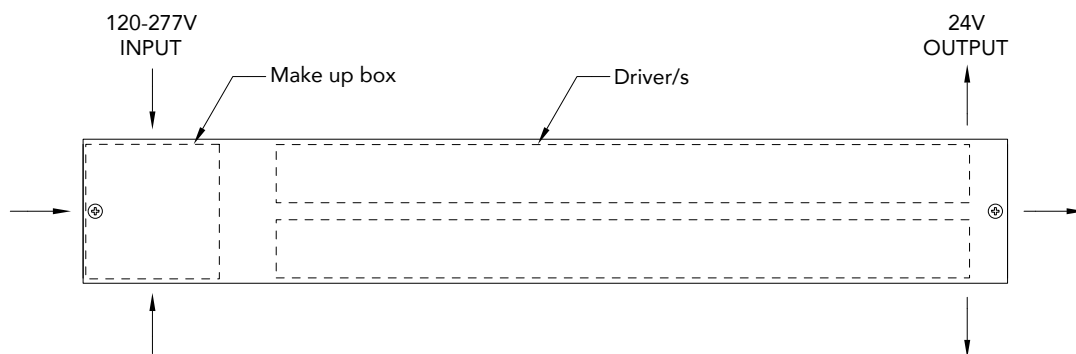 120-277V
INPUT
24V
OUTPUT
Make up box
Driver/s